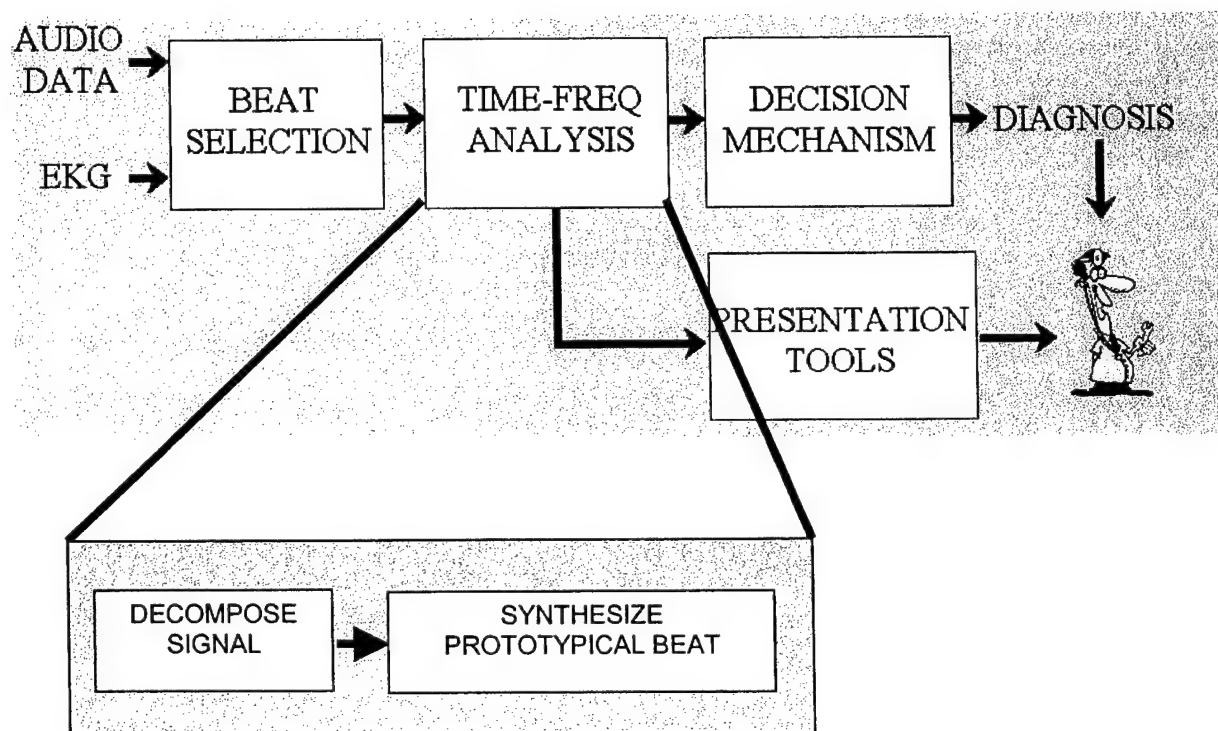 AUDIO
DATA
EKG
BEAT
SELECTION
TIME-FREQ
ANALYSIS
DECISION
MECHANISM
DIAGNOSIS
PRESENTATION
TOOLS
DECOMPOSE
SIGNAL
SYNTHESIZE
PROTOTYPICAL BEAT